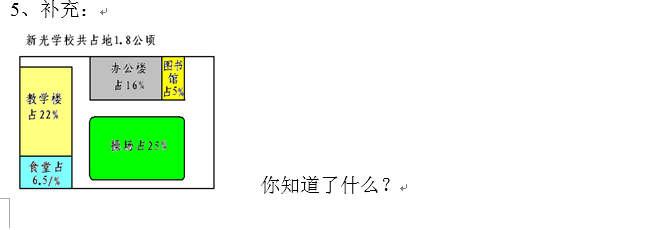 5、补充：
新光学校共占地1.8公顷
办公楼
占16%
图书
馆
占5%
教学楼
占22%
操场占25%
食堂占
6.5/%
你知道了什么？